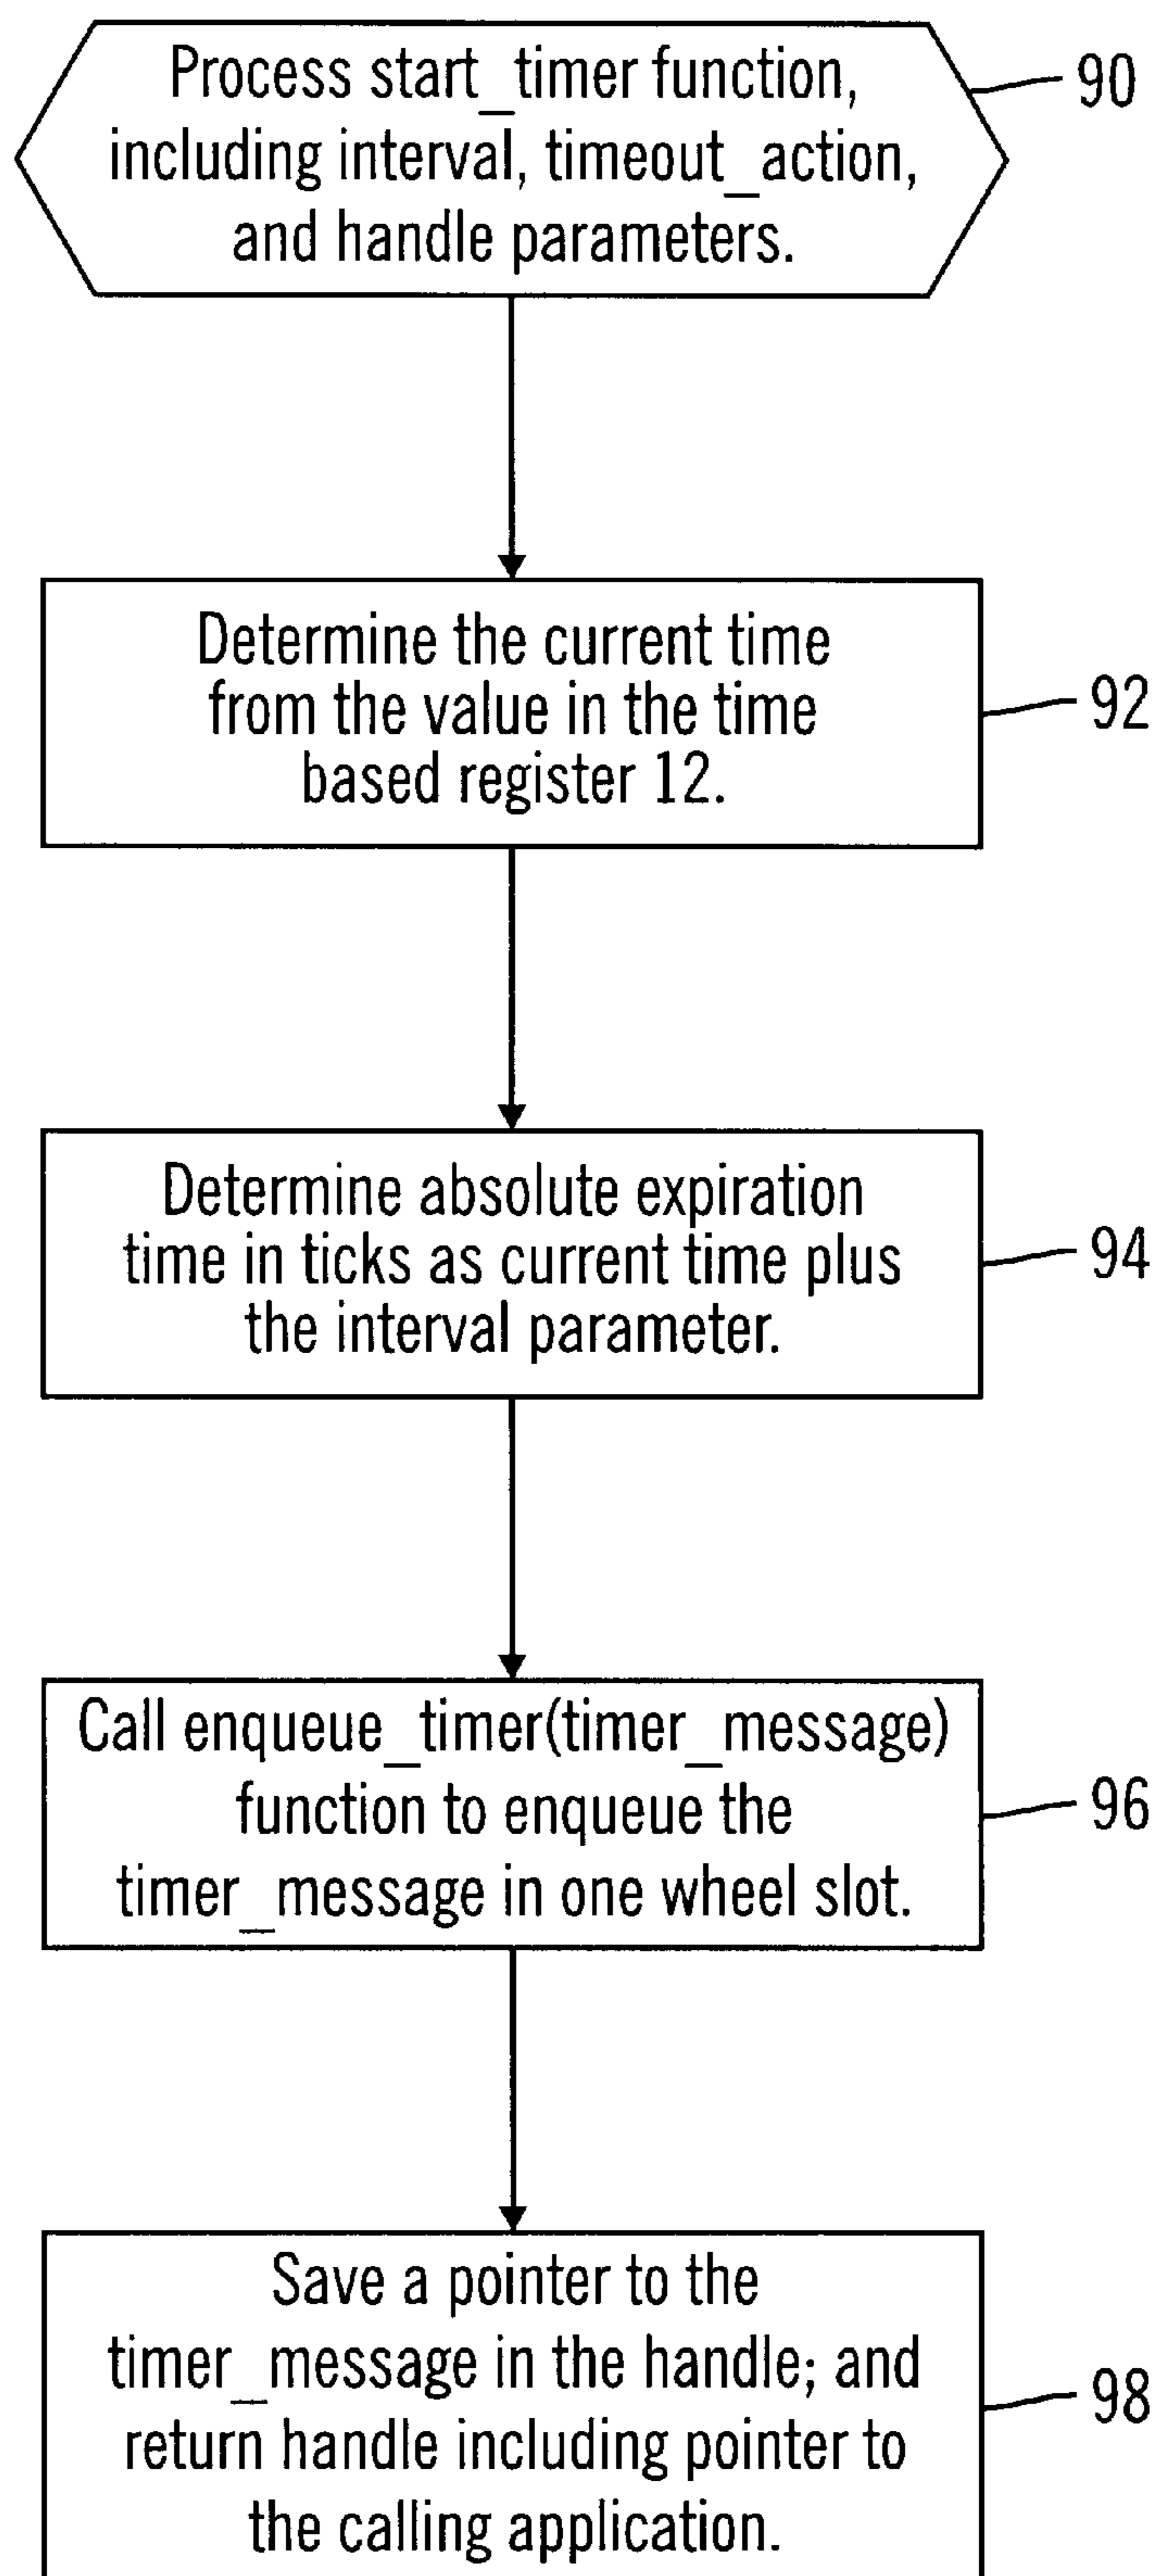 Process start_timer function,
including interval, timeout_action,
and handle parameters.
90
Determine the current time
from the value in the time
based register 12.
92
Determine absolute expiration
time in ticks as current time plus
the interval parameter.
94
Call enqueue_timer(timer_message)
function to enqueue the
timer_message in one wheel slot.
96
Save a pointer to the
timer_message in the handle; and
return handle including pointer to
the calling application.
98